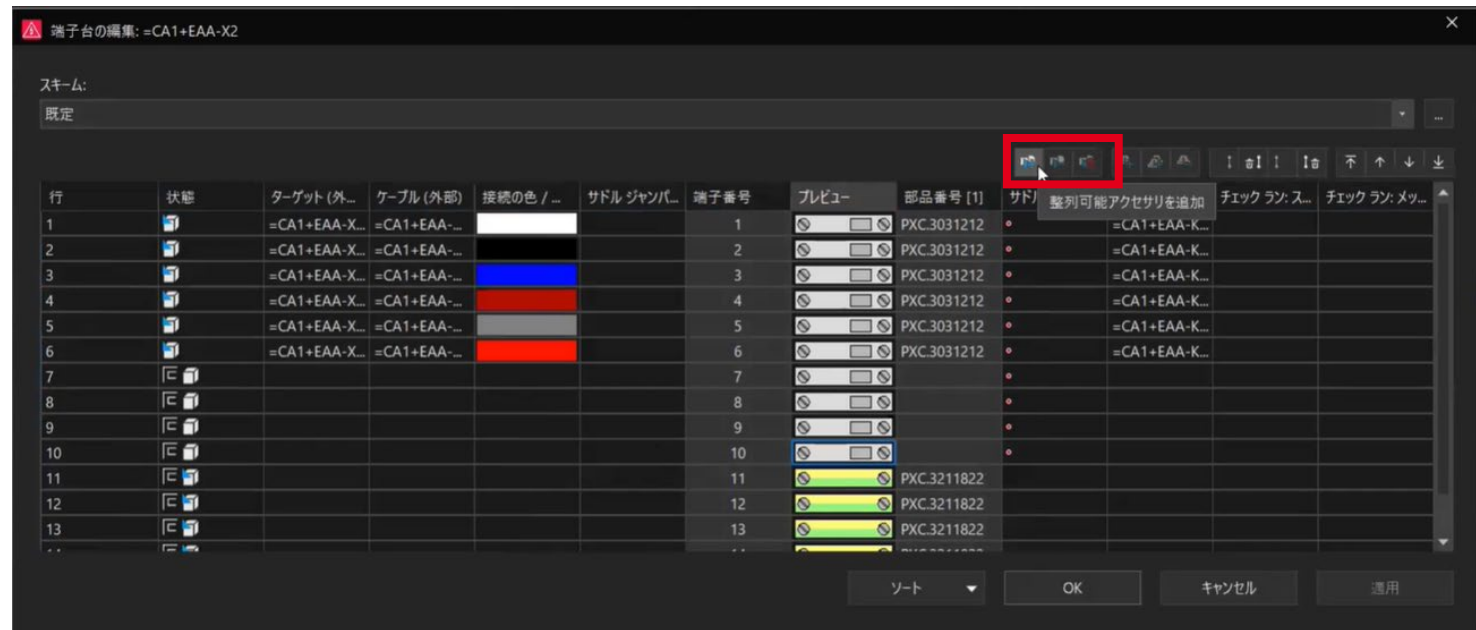 端子台の編集: =CA1+EAA-X2
スキーム:
既定
...
整列可能アクセサリを追加
行 状態 ターゲット (外... ケーブル (外部) 接続の色 / ... サドル ジャンパ... 端子番号 プレビュー 部品番号 [1] サドル チェック ラン: ス... チェック ラン: メッ...
1 =CA1+EAA-X... =CA1+EAA-... 1 PXC.3031212 =CA1+EAA-K...
2 =CA1+EAA-X... =CA1+EAA-... 2 PXC.3031212 =CA1+EAA-K...
3 =CA1+EAA-X... =CA1+EAA-... 3 PXC.3031212 =CA1+EAA-K...
4 =CA1+EAA-X... =CA1+EAA-... 4 PXC.3031212 =CA1+EAA-K...
5 =CA1+EAA-X... =CA1+EAA-... 5 PXC.3031212 =CA1+EAA-K...
6 =CA1+EAA-X... =CA1+EAA-... 6 PXC.3031212 =CA1+EAA-K...
7 7
8 8
9 9
10 10
11 11 PXC.3211822
12 12 PXC.3211822
13 13 PXC.3211822
ソート OK キャンセル 適用